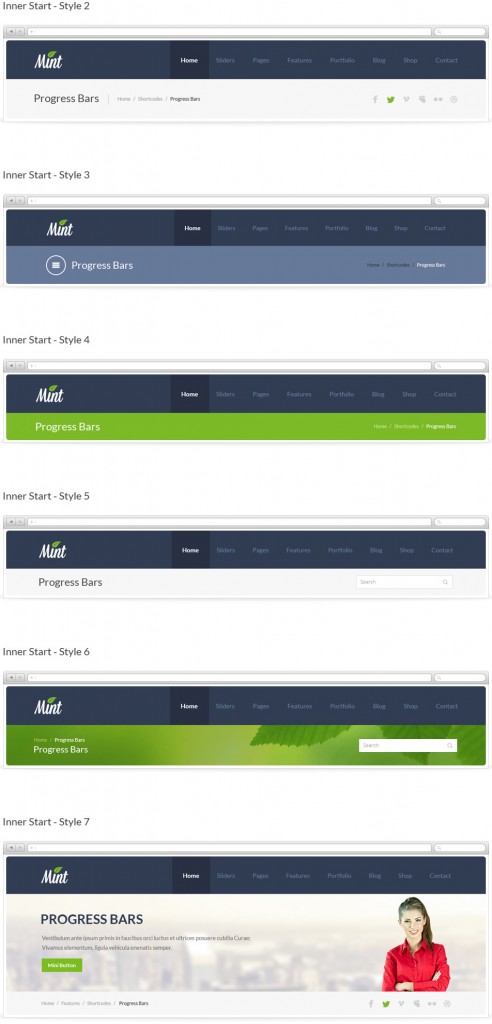 Inner Start - Style 2
Mint
Home Sliders Pages Features Portfolio Blog Shop Contact
Progress Bars Home / Shortcodes / Progress Bars
Inner Start - Style 3
Mint
Home Sliders Pages Features Portfolio Blog Shop Contact
Progress Bars Home / Shortcodes / Progress Bars
Inner Start - Style 4
Mint
Home Sliders Pages Features Portfolio Blog Shop Contact
Progress Bars Home / Shortcodes / Progress Bars
Inner Start - Style 5
Mint
Home Sliders Pages Features Portfolio Blog Shop Contact
Progress Bars Search
Inner Start - Style 6
Mint
Home Sliders Pages Features Portfolio Blog Shop Contact
Home / Progress Bars
Progress Bars Search
Inner Start - Style 7
Mint
Home Sliders Pages Features Portfolio Blog Shop Contact
PROGRESS BARS
Vestibulum ante ipsum primis in faucibus orci luctus et ultrices posuere cubilia Curae;
Vivamus elementum, ligula vehicula venenatis semper.
Mini Button
Home / Features / Shortcodes / Progress Bars